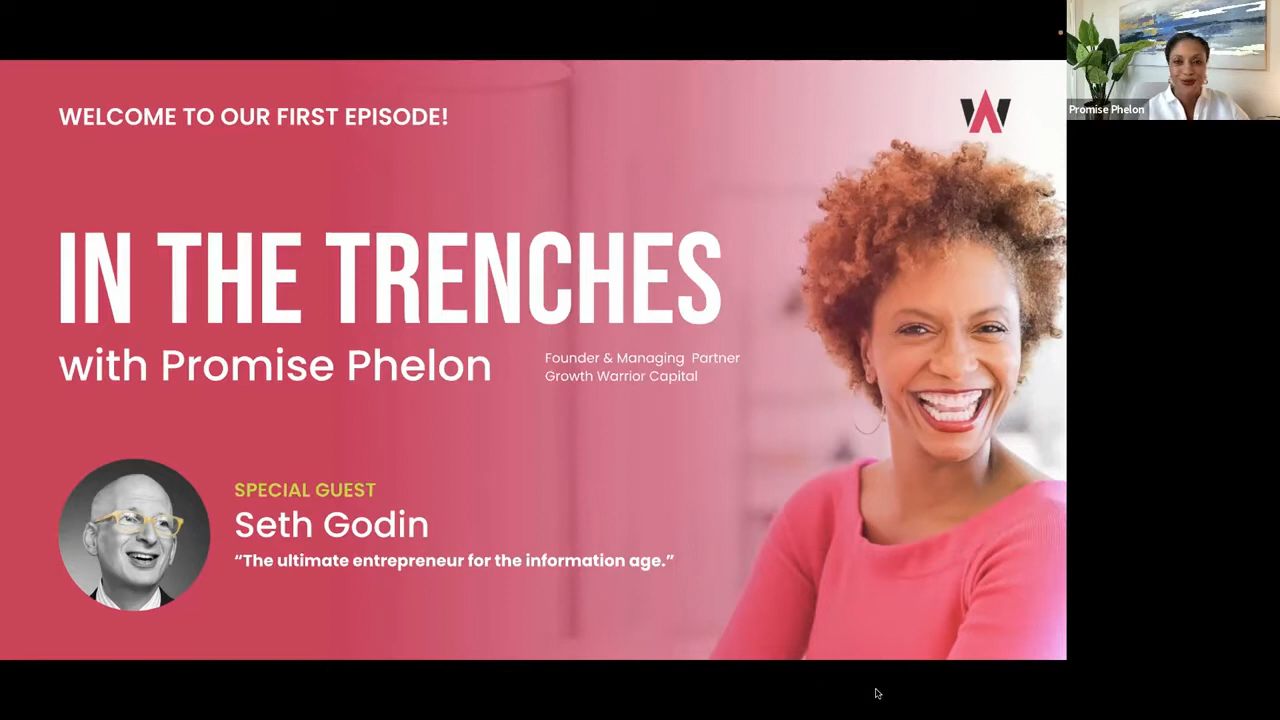 WELCOME TO OUR FIRST EPISODE!
IN THE TRENCHES
with Promise Phelon
Founder & Managing Partner
Growth Warrior Capital
SPECIAL GUEST
Seth Godin
“The ultimate entrepreneur for the information age.”
Promise Phelon